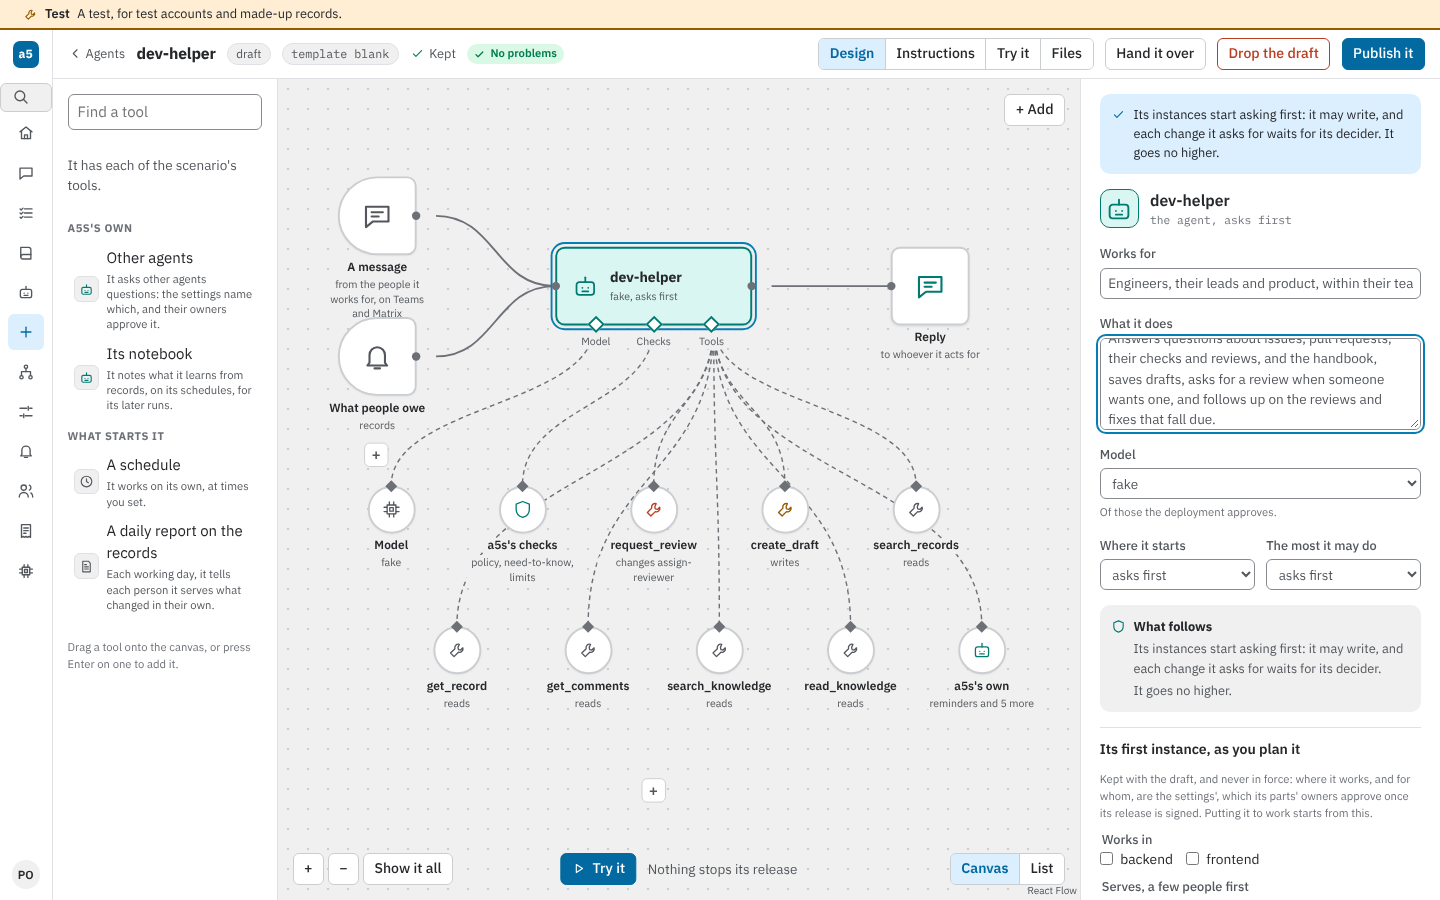 Test A test, for test accounts and made-up records.
a5
Agents
dev-helper
draft
template blank
Kept
No problems
Design
Instructions
Try it
Files
Hand it over
Drop the draft
Publish it
Find a tool
It has each of the scenario's
tools.
A5S'S OWN
Other agents
It asks other agents
questions: the settings name
which, and their owners
approve it.
Its notebook
It notes what it learns from
records, on its schedules, for
its later runs.
WHAT STARTS IT
A schedule
It works on its own, at times
you set.
A daily report on the
records
Each working day, it tells
each person it serves what
changed in their own.
Drag a tool onto the canvas, or press
Enter on one to add it.
PO
+ Add
A message
from the people it
works for, on Teams
and Matrix
What people owe
records
+
dev-helper
fake, asks first
Model
Checks
Tools
Reply
to whoever it acts for
Model
fake
a5s's checks
policy, need-to-know,
limits
request_review
changes assign-
reviewer
create_draft
writes
search_records
reads
get_record
reads
get_comments
reads
search_knowledge
reads
read_knowledge
reads
a5s's own
reminders and 5 more
+
+
−
Show it all
Try it
Nothing stops its release
Canvas
List
React Flow
Its instances start asking first: it may write, and
each change it asks for waits for its decider. It
goes no higher.
dev-helper
the agent, asks first
Works for
Engineers, their leads and product, within their tea
What it does
Answers questions about issues, pull requests,
their checks and reviews, and the handbook,
saves drafts, asks for a review when someone
wants one, and follows up on the reviews and
fixes that fall due.
Model
fake
Of those the deployment approves.
Where it starts
asks first
The most it may do
asks first
What follows
Its instances start asking first: it may write, and
each change it asks for waits for its decider.
It goes no higher.
Its first instance, as you plan it
Kept with the draft, and never in force: where it works, and for
whom, are the settings', which its parts' owners approve once
its release is signed. Putting it to work starts from this.
Works in
backend
frontend
Serves, a few people first